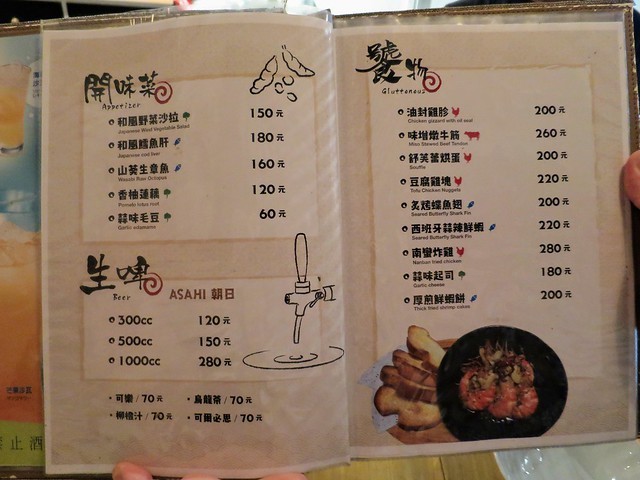 開味菜
Appetizer
和風野菜沙拉 150元
Japanese Wind Vegetable Salad
和風鱈魚肝 180元
Japanese cod liver
山葵生章魚 160元
Wasabi Raw Octopus
香柚蓮藕 120元
Pomelo lotus root
蒜味毛豆 60元
Garlic edamame
生啤
Beer
ASAHI 朝日
300cc 120元
500cc 150元
1000cc 280元
・可樂 / 70元 ・烏龍茶 / 70元
・柳橙汁 / 70元 ・可爾必思 / 70元
饕物
Gluttonous
油封雞胗 200元
Chicken gizzard with oil seal
味增燉牛筋 260元
Miso Stewed Beef Tendon
舒芙蕾烘蛋 200元
Souffle
豆腐雞塊 220元
Tofu Chicken Nuggets
炙烤鰈魚翅 200元
Seared Butterfly Shark Fin
西班牙蒜辣鮮蝦 220元
Seared Butterfly Shark Fin
南蠻炸雞 280元
Nanban fried chicken
蒜味起司 180元
Garlic cheese
厚煎鮮蝦餅 200元
Thick fried shrimp cakes
止酒